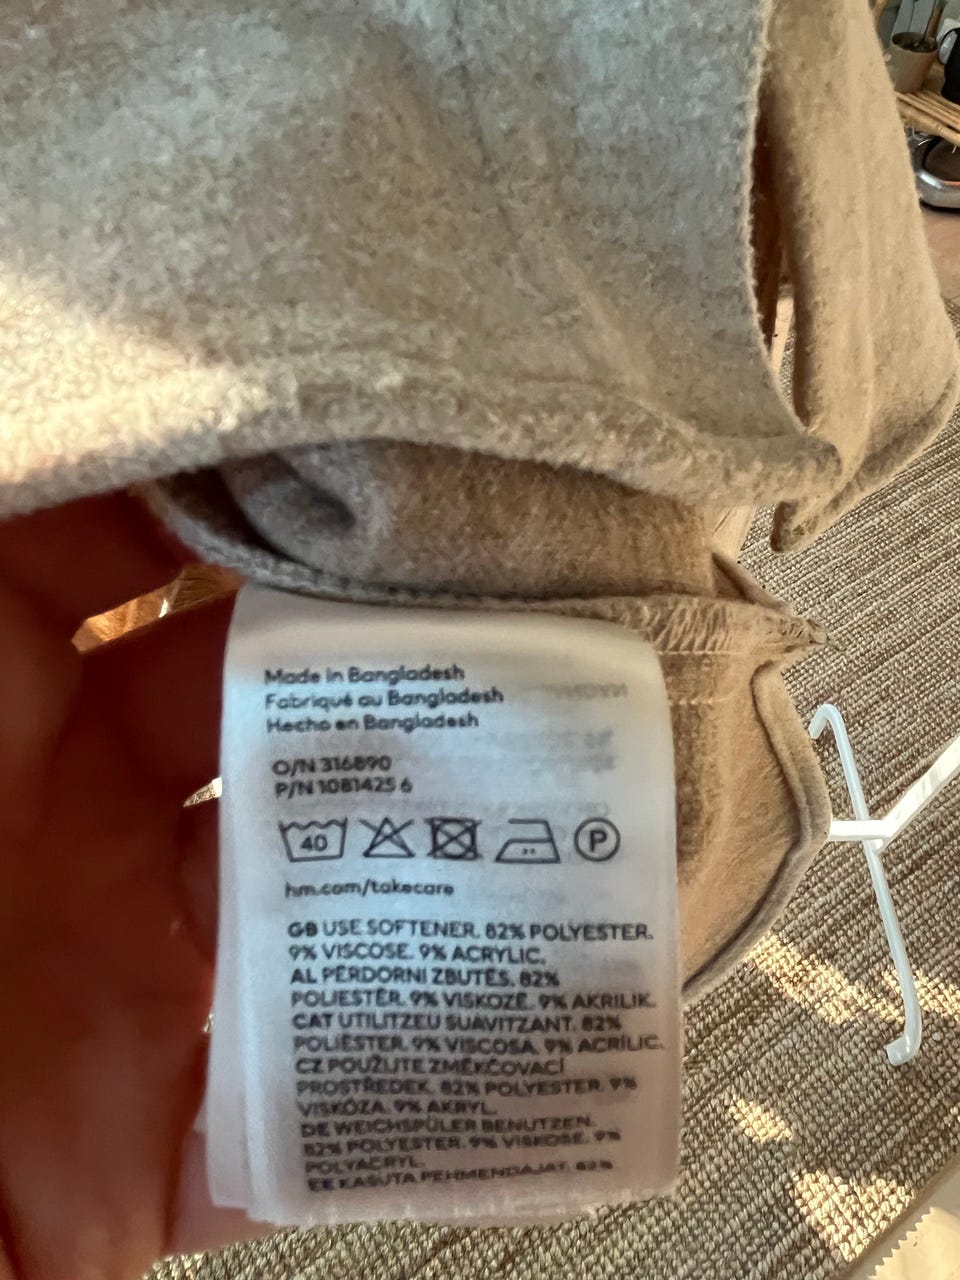 Made in Bangladesh
Fabriqué au Bangladesh
Hecho en Bangladesh
O/N 316890
P/N 1081425 6
40 P
hm.com/takecare
GB USE SOFTENER. 82% POLYESTER.
9% VISCOSE. 9% ACRYLIC.
AL PËRDORNI ZBUTËS. 82%
POLIESTËR. 9% VISKOZË. 9% AKRILIK.
CAT UTILITZEU SUAVITZANT. 82%
POLIÈSTER. 9% VISCOSA. 9% ACRÍLIC.
CZ POUŽIJTE ZMĚKČOVACÍ
PROSTŘEDEK. 82% POLYESTER. 9%
VISKÓZA. 9% AKRYL.
DE WEICHSPÜLER BENUTZEN.
82% POLYESTER. 9% VISKOSE. 9%
POLYACRYL.
EE KASUTA PEHMENDAJAT. 82%